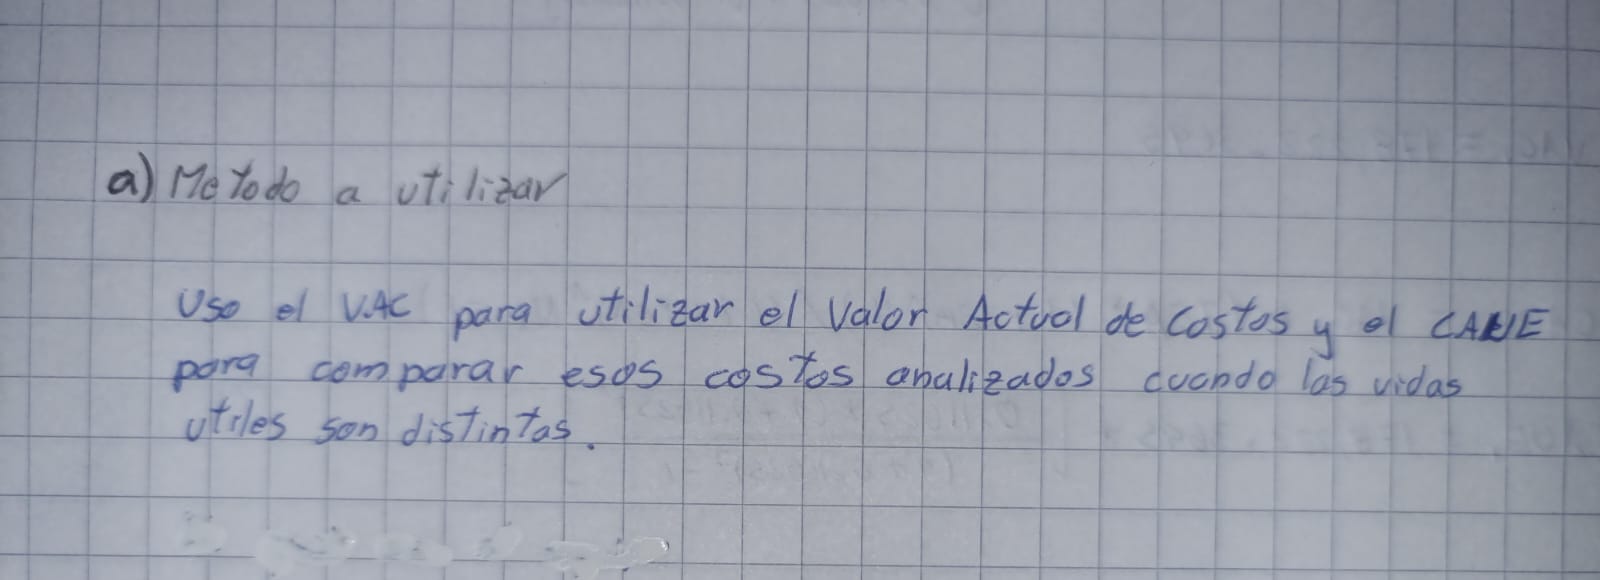 a) Metodo a utilizar
Uso el VAC para utilizar el Valor Actual de Costos y el CAUE
para comparar esos costos analizados cuando las vidas
utiles son distintas.